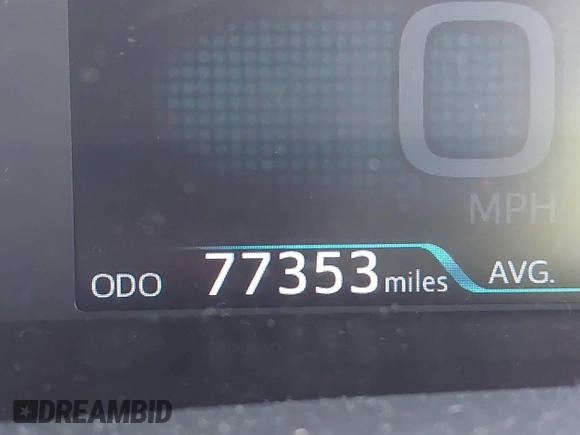 0
MPH
ODO 77353 miles AVG.
DREAMBID